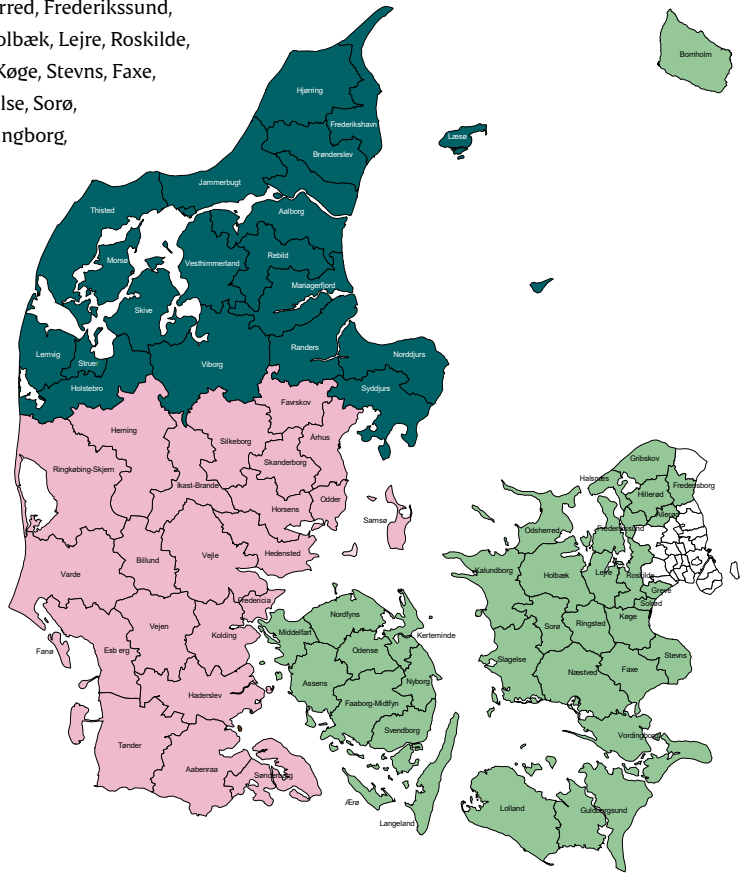 rred, Frederikssund,
olbæk, Lejre, Roskilde,
Køge, Stevns, Faxe,
lse, Sorø,
ngborg,
Bornholm
Hjørring
Frederikshavn
Læsø
Brønderslev
Jammerbugt
Thisted
Aalborg
Morsø
Vesthimmerland
Rebild
Mariagerfjord
Skive
Lemvig
Struer
Viborg
Randers
Norddjurs
Holstebro
Syddjurs
Favrskov
Herning
Silkeborg
Århus
Ringkøbing-Skjern
Skanderborg
Ikast-Brande
Odder
Horsens
Samsø
Hedensted
Varde
Billund
Vejle
Fredericia
Vejen
Kolding
Fanø
Esb erg
Haderslev
Tønder
Aabenraa
Sønderborg
Nordfyns
Middelfart
Kerteminde
Odense
Assens
Nyborg
Faaborg-Midtfyn
Svendborg
Ærø
Langeland
Gribskov
Halsnæs
Fredensborg
Hillerød
Allerød
Frederikssund
Odsherred
Kalundborg
Holbæk
Lejre
Roskilde
Greve
Solrød
Køge
Sorø
Ringsted
Slagelse
Næstved
Faxe
Stevns
Vordingborg
Lolland
Guldborgsund